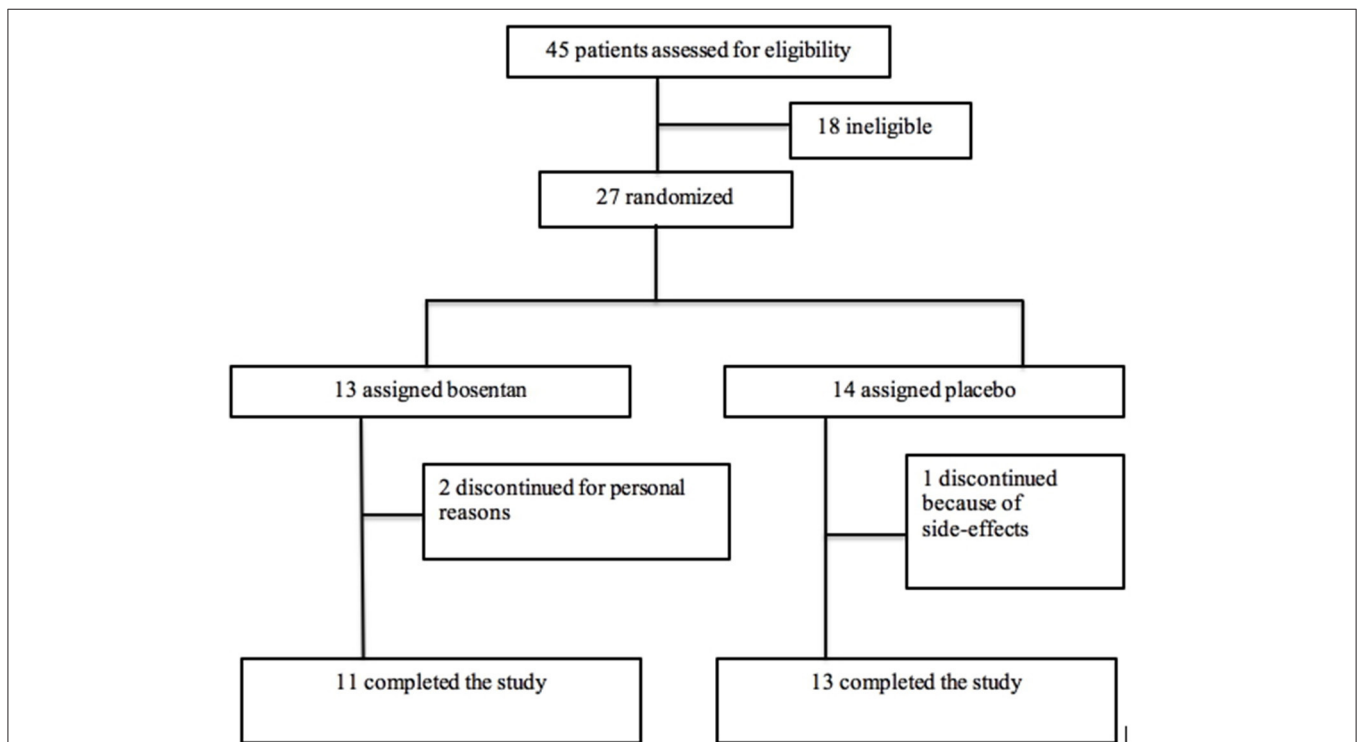 45 patients assessed for eligibility
18 ineligible
27 randomized
13 assigned bosentan
14 assigned placebo
2 discontinued for personal
reasons
1 discontinued
because of
side-effects
11 completed the study
13 completed the study